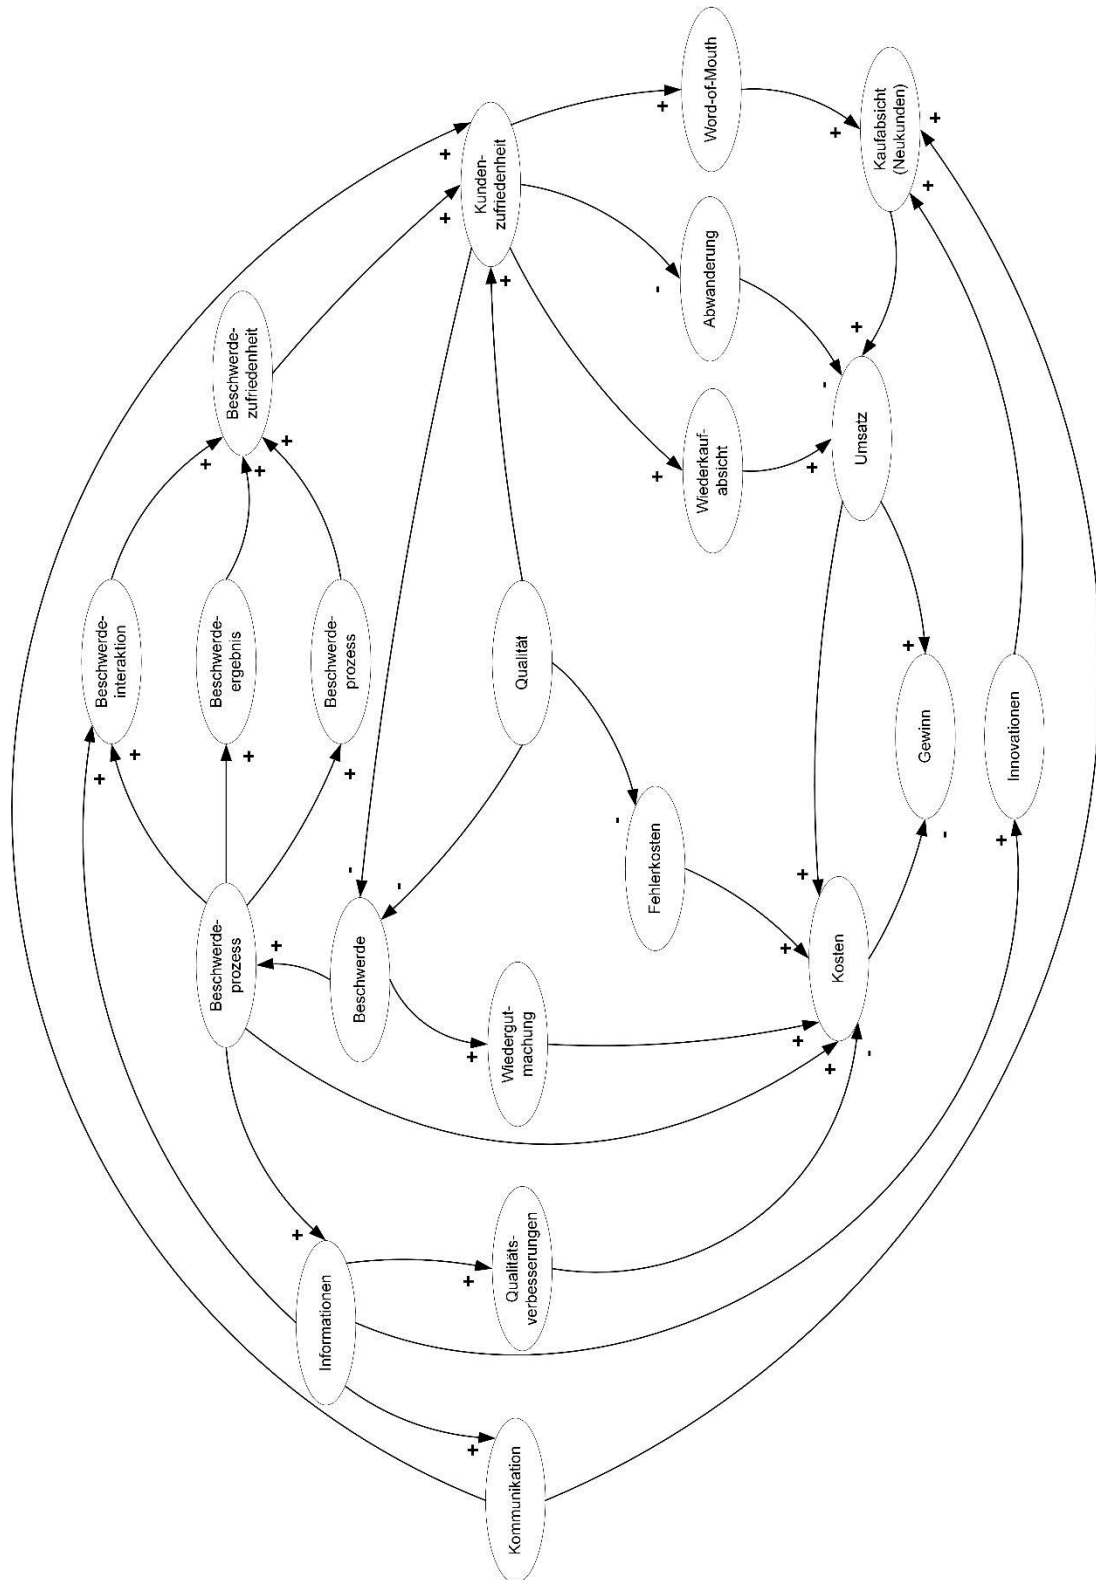 Beschwerde-
interaktion
+
+
+
Beschwerde-
prozess
+
Beschwerde-
ergebnis
+
Beschwerde-
zufriedenheit
+
+
+
Informationen
+
Beschwerde-
prozess
-
Beschwerde
-
+
+
Kunden-
zufriedenheit
+
+
+
Kommunikation
Qualitäts-
verbesserungen
Wiedergut-
machung
Qualität
+
-
Fehlerkosten
+
-
+
Wiederkauf-
absicht
Abwanderung
Word-of-Mouth
+
+
+
+
-
+
+
Kosten
Umsatz
+
Kaufabsicht
(Neukunden)
-
+
+
+
Gewinn
-
+
Innovationen